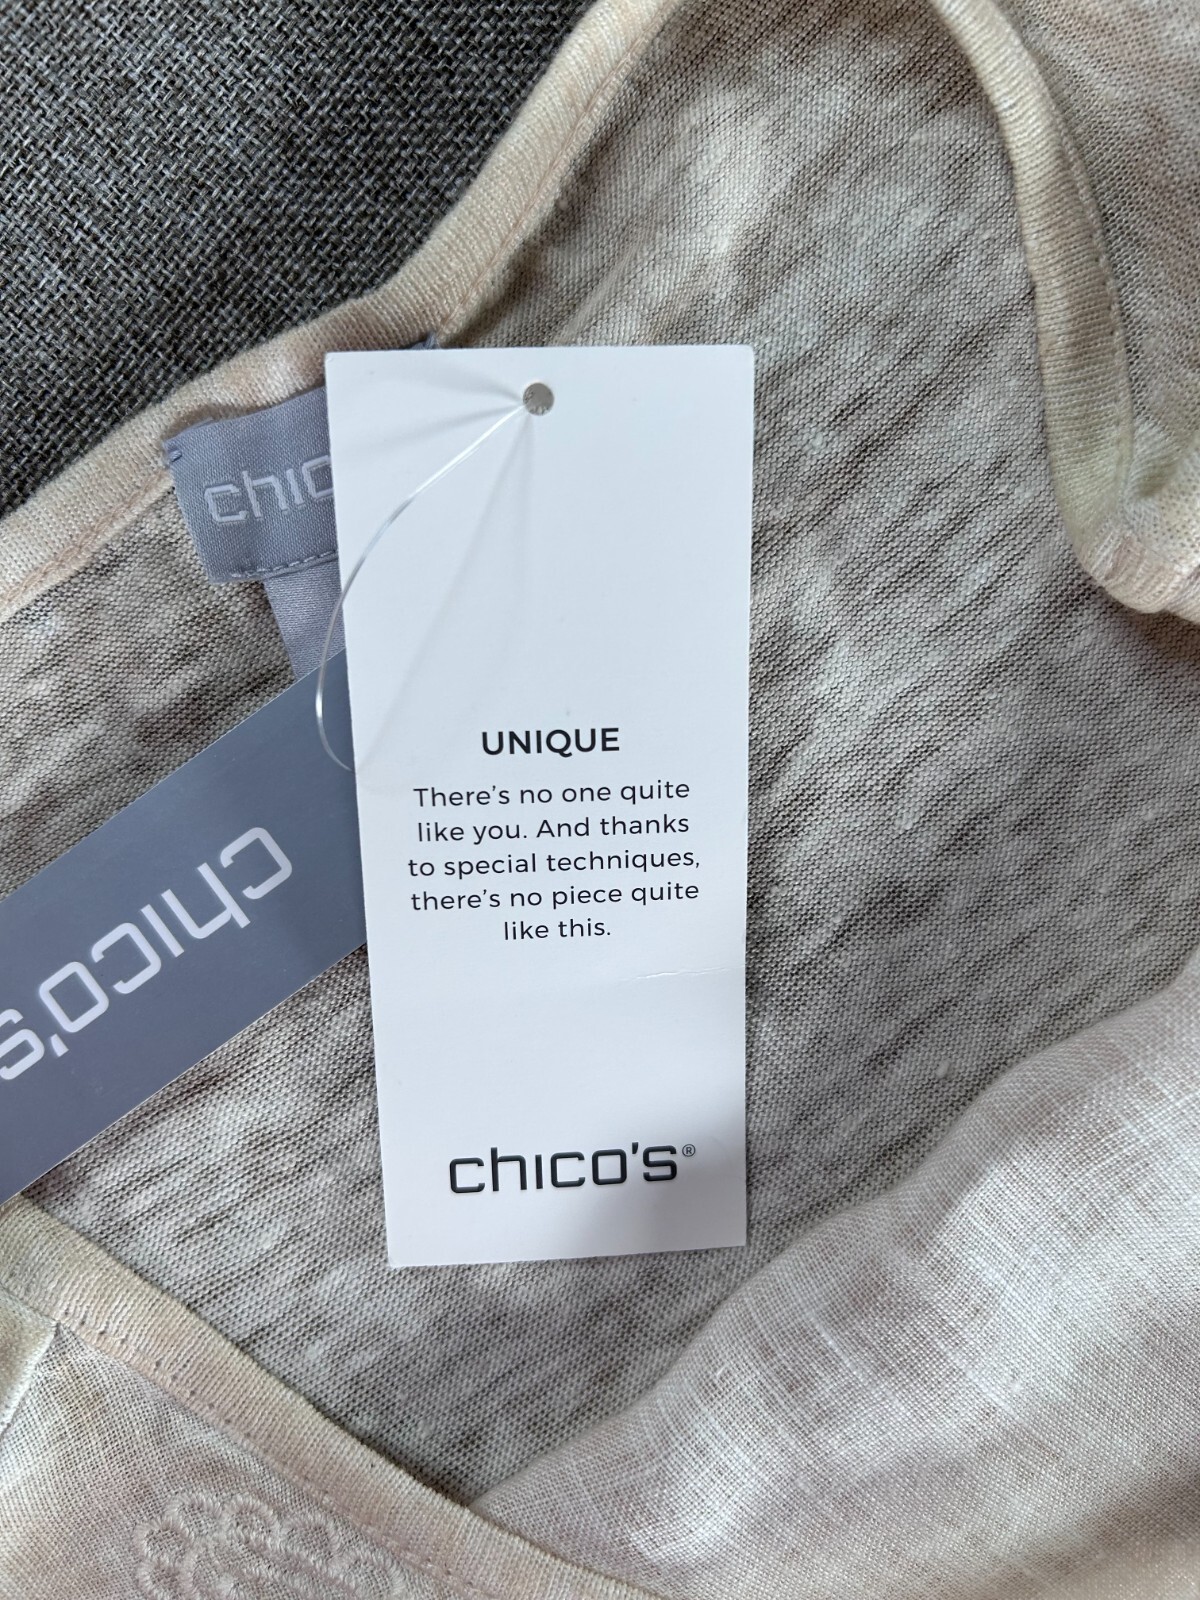 chic
UNIQUE
There's no one quite
like you. And thanks
to special techniques,
there's no piece quite
like this.
chico's
chico's®